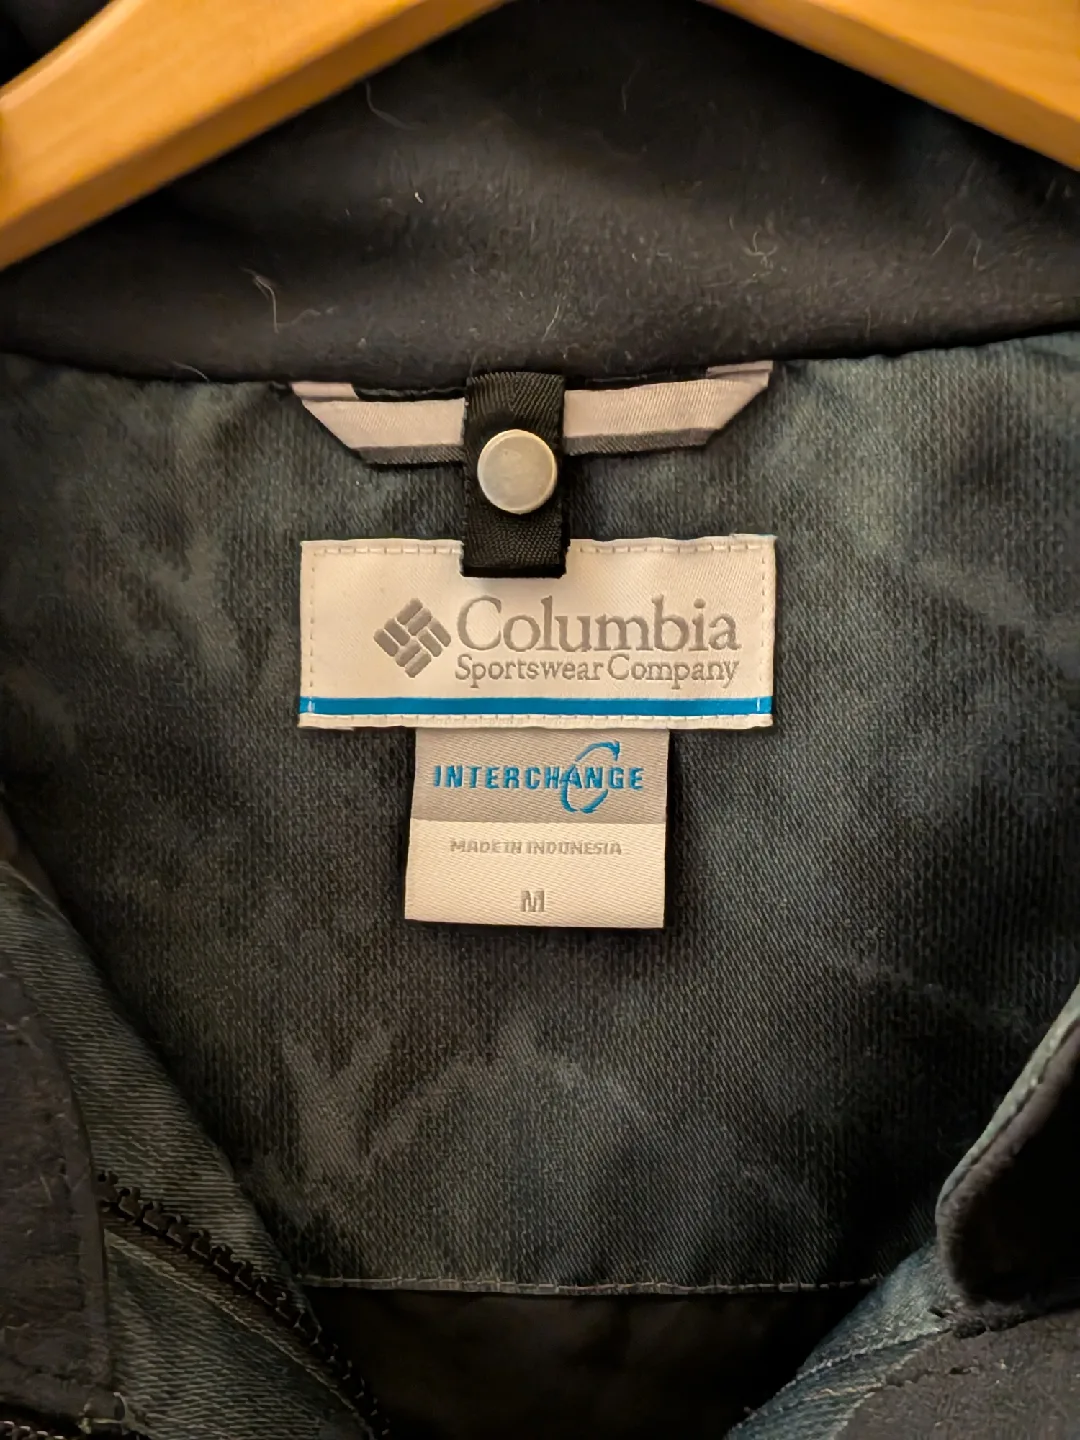 Columbia
Sportswear Company
INTERCHANGE
MADE IN INDONESIA
M